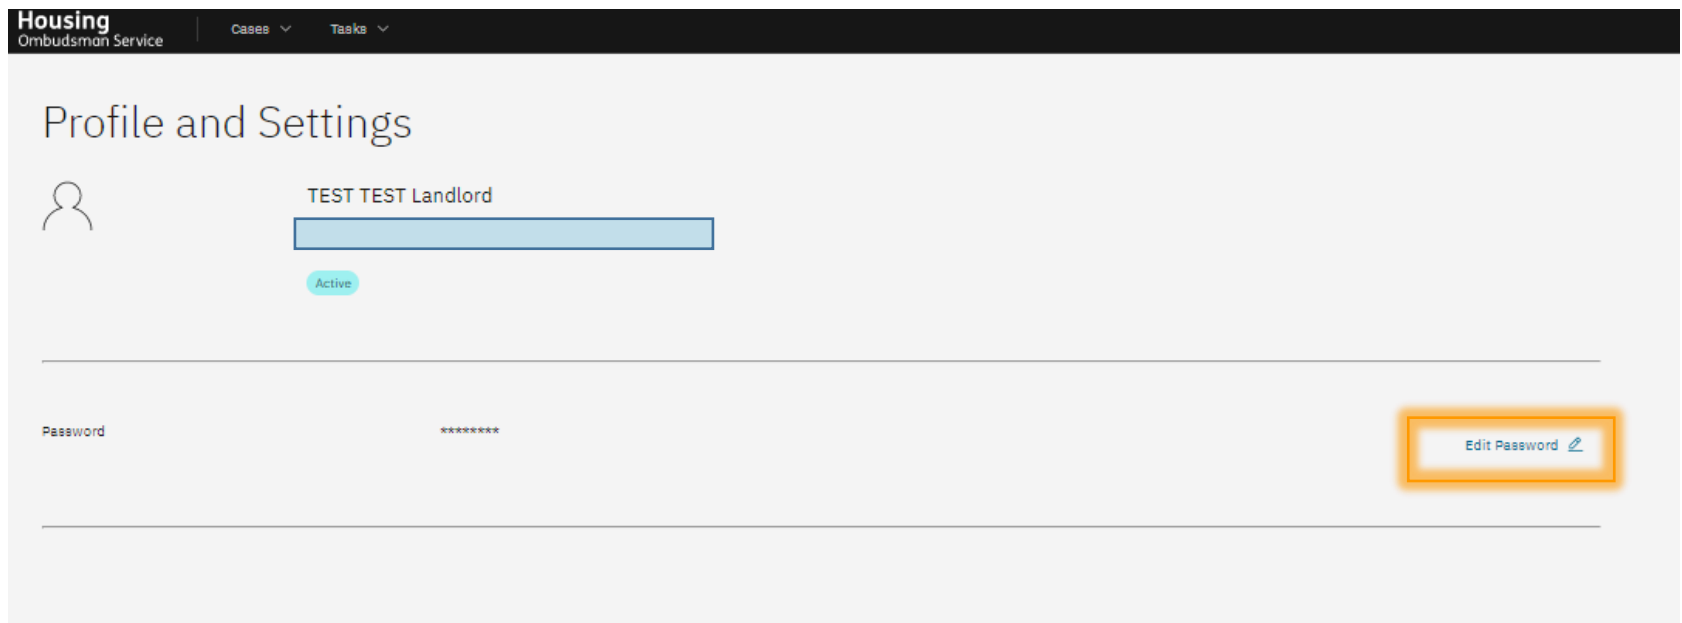 Housing
Ombudsman Service
Cases
Tasks
Profile and Settings
TEST TEST Landlord
Active
Password
********
Edit Password